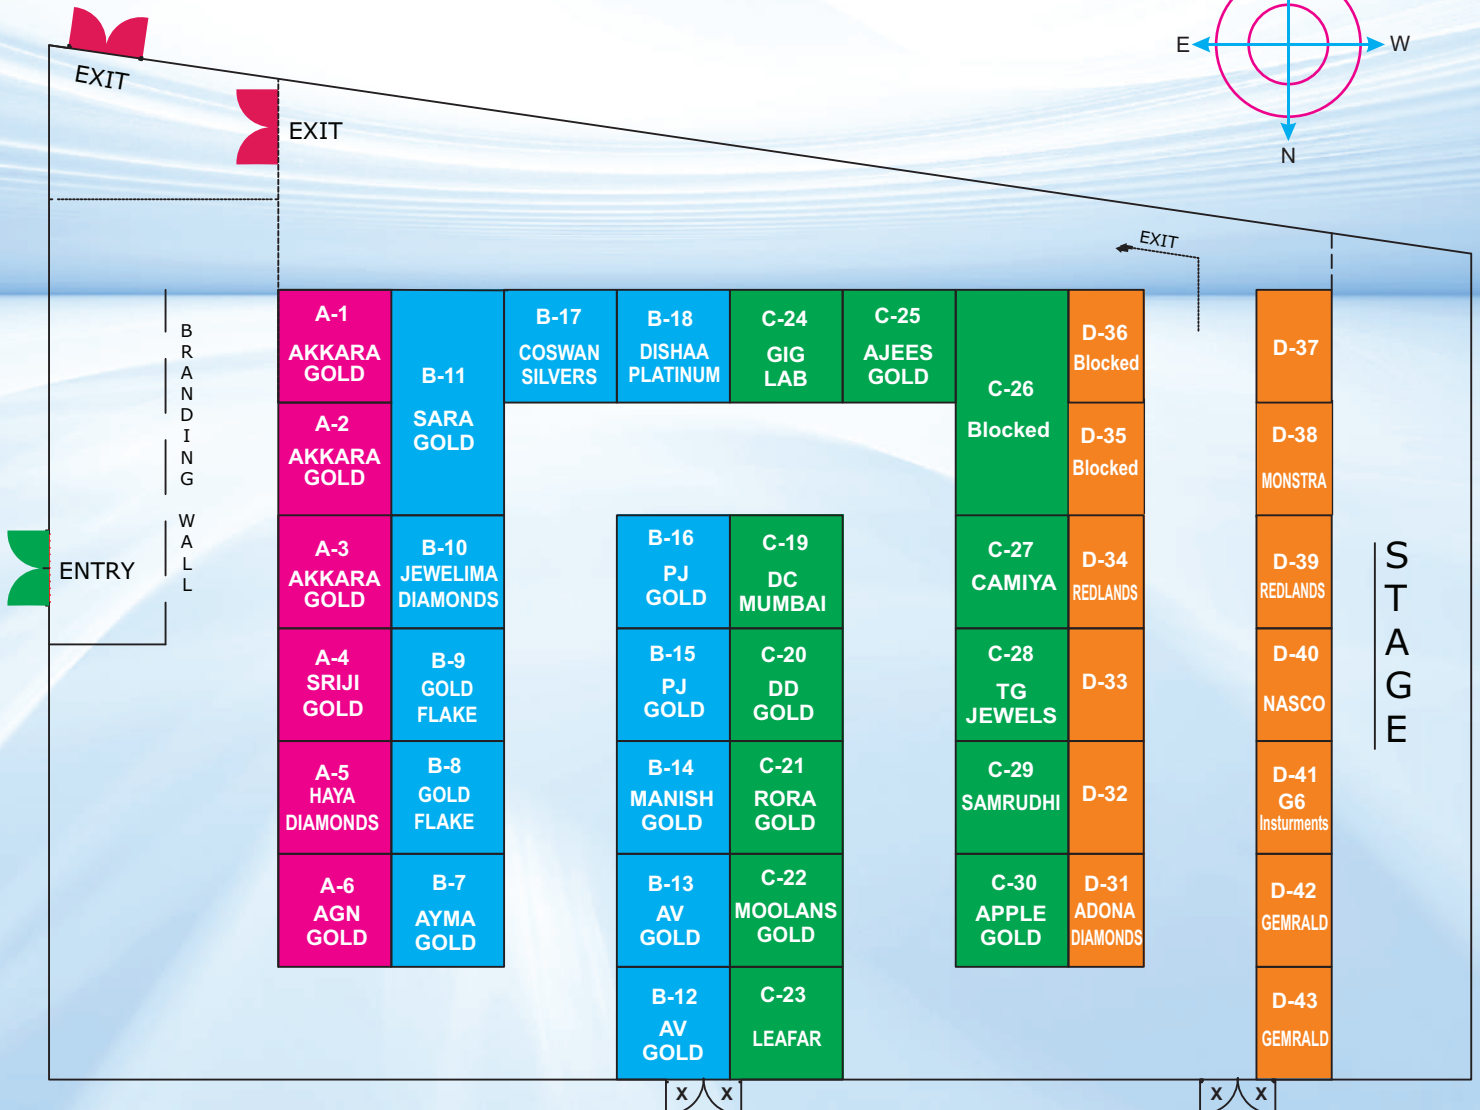 E
W
N
EXIT
EXIT
EXIT
BRANDING WALL
ENTRY
A-1
AKKARA
GOLD
A-2
AKKARA
GOLD
A-3
AKKARA
GOLD
A-4
SRIJI
GOLD
A-5
HAYA
DIAMONDS
A-6
AGN
GOLD
B-11
SARA
GOLD
B-10
JEWELIMA
DIAMONDS
B-9
GOLD
FLAKE
B-8
GOLD
FLAKE
B-7
AYMA
GOLD
B-17
COSWAN
SILVERS
B-18
DISHAA
PLATINUM
C-24
GIG
LAB
C-25
AJEES
GOLD
B-16
PJ
GOLD
B-15
PJ
GOLD
B-14
MANISH
GOLD
B-13
AV
GOLD
B-12
AV
GOLD
C-19
DC
MUMBAI
C-20
DD
GOLD
C-21
RORA
GOLD
C-22
MOOLANS
GOLD
C-23
LEAFAR
C-26
Blocked
C-27
CAMIYA
C-28
TG
JEWELS
C-29
SAMRUDHI
C-30
APPLE
GOLD
D-36
Blocked
D-35
Blocked
D-34
REDLANDS
D-33
D-32
D-31
ADONA
DIAMONDS
D-37
D-38
MONSTRA
D-39
REDLANDS
D-40
NASCO
D-41
G6
Insturments
D-42
GEMRALD
D-43
GEMRALD
STAGE
X X
X X